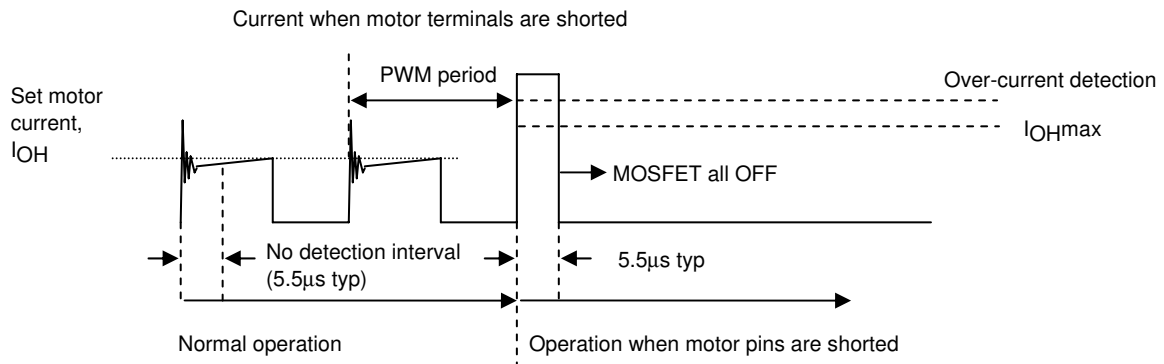 Current when motor terminals are shorted
PWM period
Over-current detection
Set motor
current,
IOH
IOHmax
MOSFET all OFF
No detection interval
(5.5μs typ)
5.5μs typ
Normal operation
Operation when motor pins are shorted